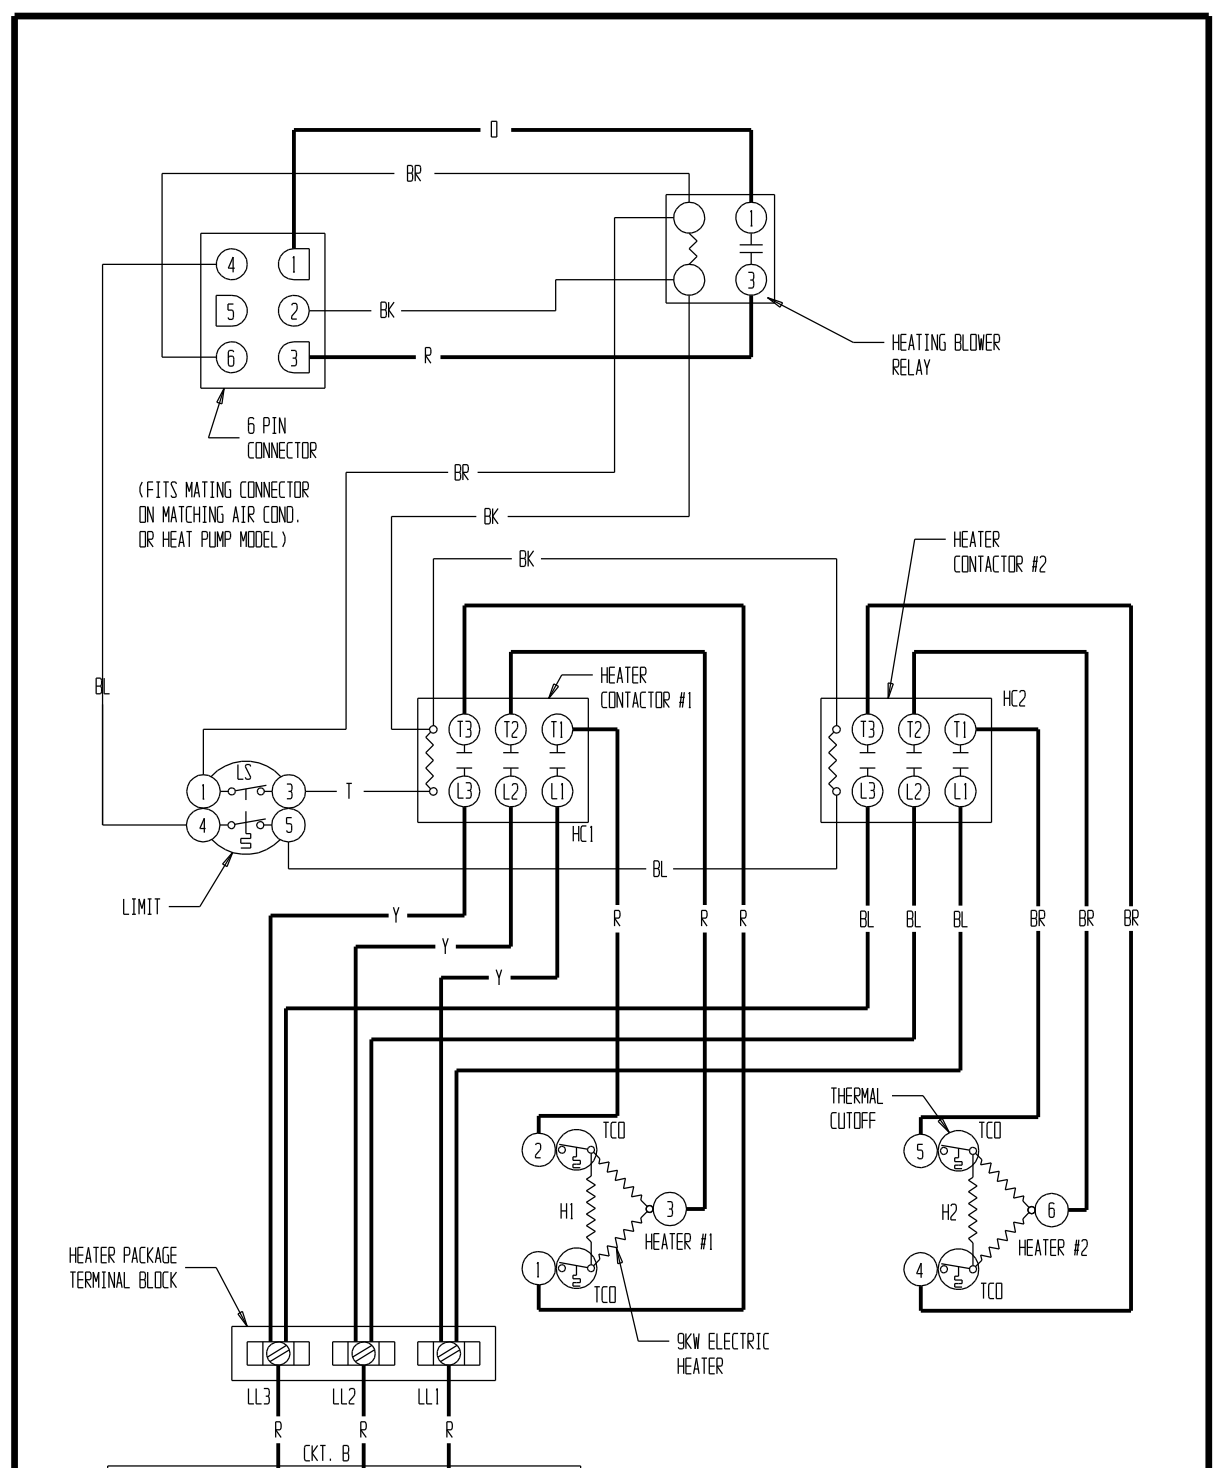 O
BR
1
4
1
5
2
BK
3
6
3
R
HEATING BLOWER
RELAY
6 PIN
CONNECTOR
(FITS MATING CONNECTOR
ON MATCHING AIR COND.
OR HEAT PUMP MODEL)
BR
BK
BK
HEATER
CONTACTOR #2
BL
HEATER
CONTACTOR #1
HC2
T3
T2
T1
T3
T2
T1
LS
1
3
T
L3
L2
L1
L3
L2
L1
4
5
HC1
BL
LIMIT
Y
Y
Y
R
R
R
BL
BL
BL
BR
BR
BR
THERMAL
CUTOFF
2
TCO
5
TCO
H1
3
H2
6
HEATER #1
HEATER #2
1
TCO
4
TCO
HEATER PACKAGE
TERMINAL BLOCK
9KW ELECTRIC
HEATER
LL3
LL2
LL1
R
R
R
CKT. B